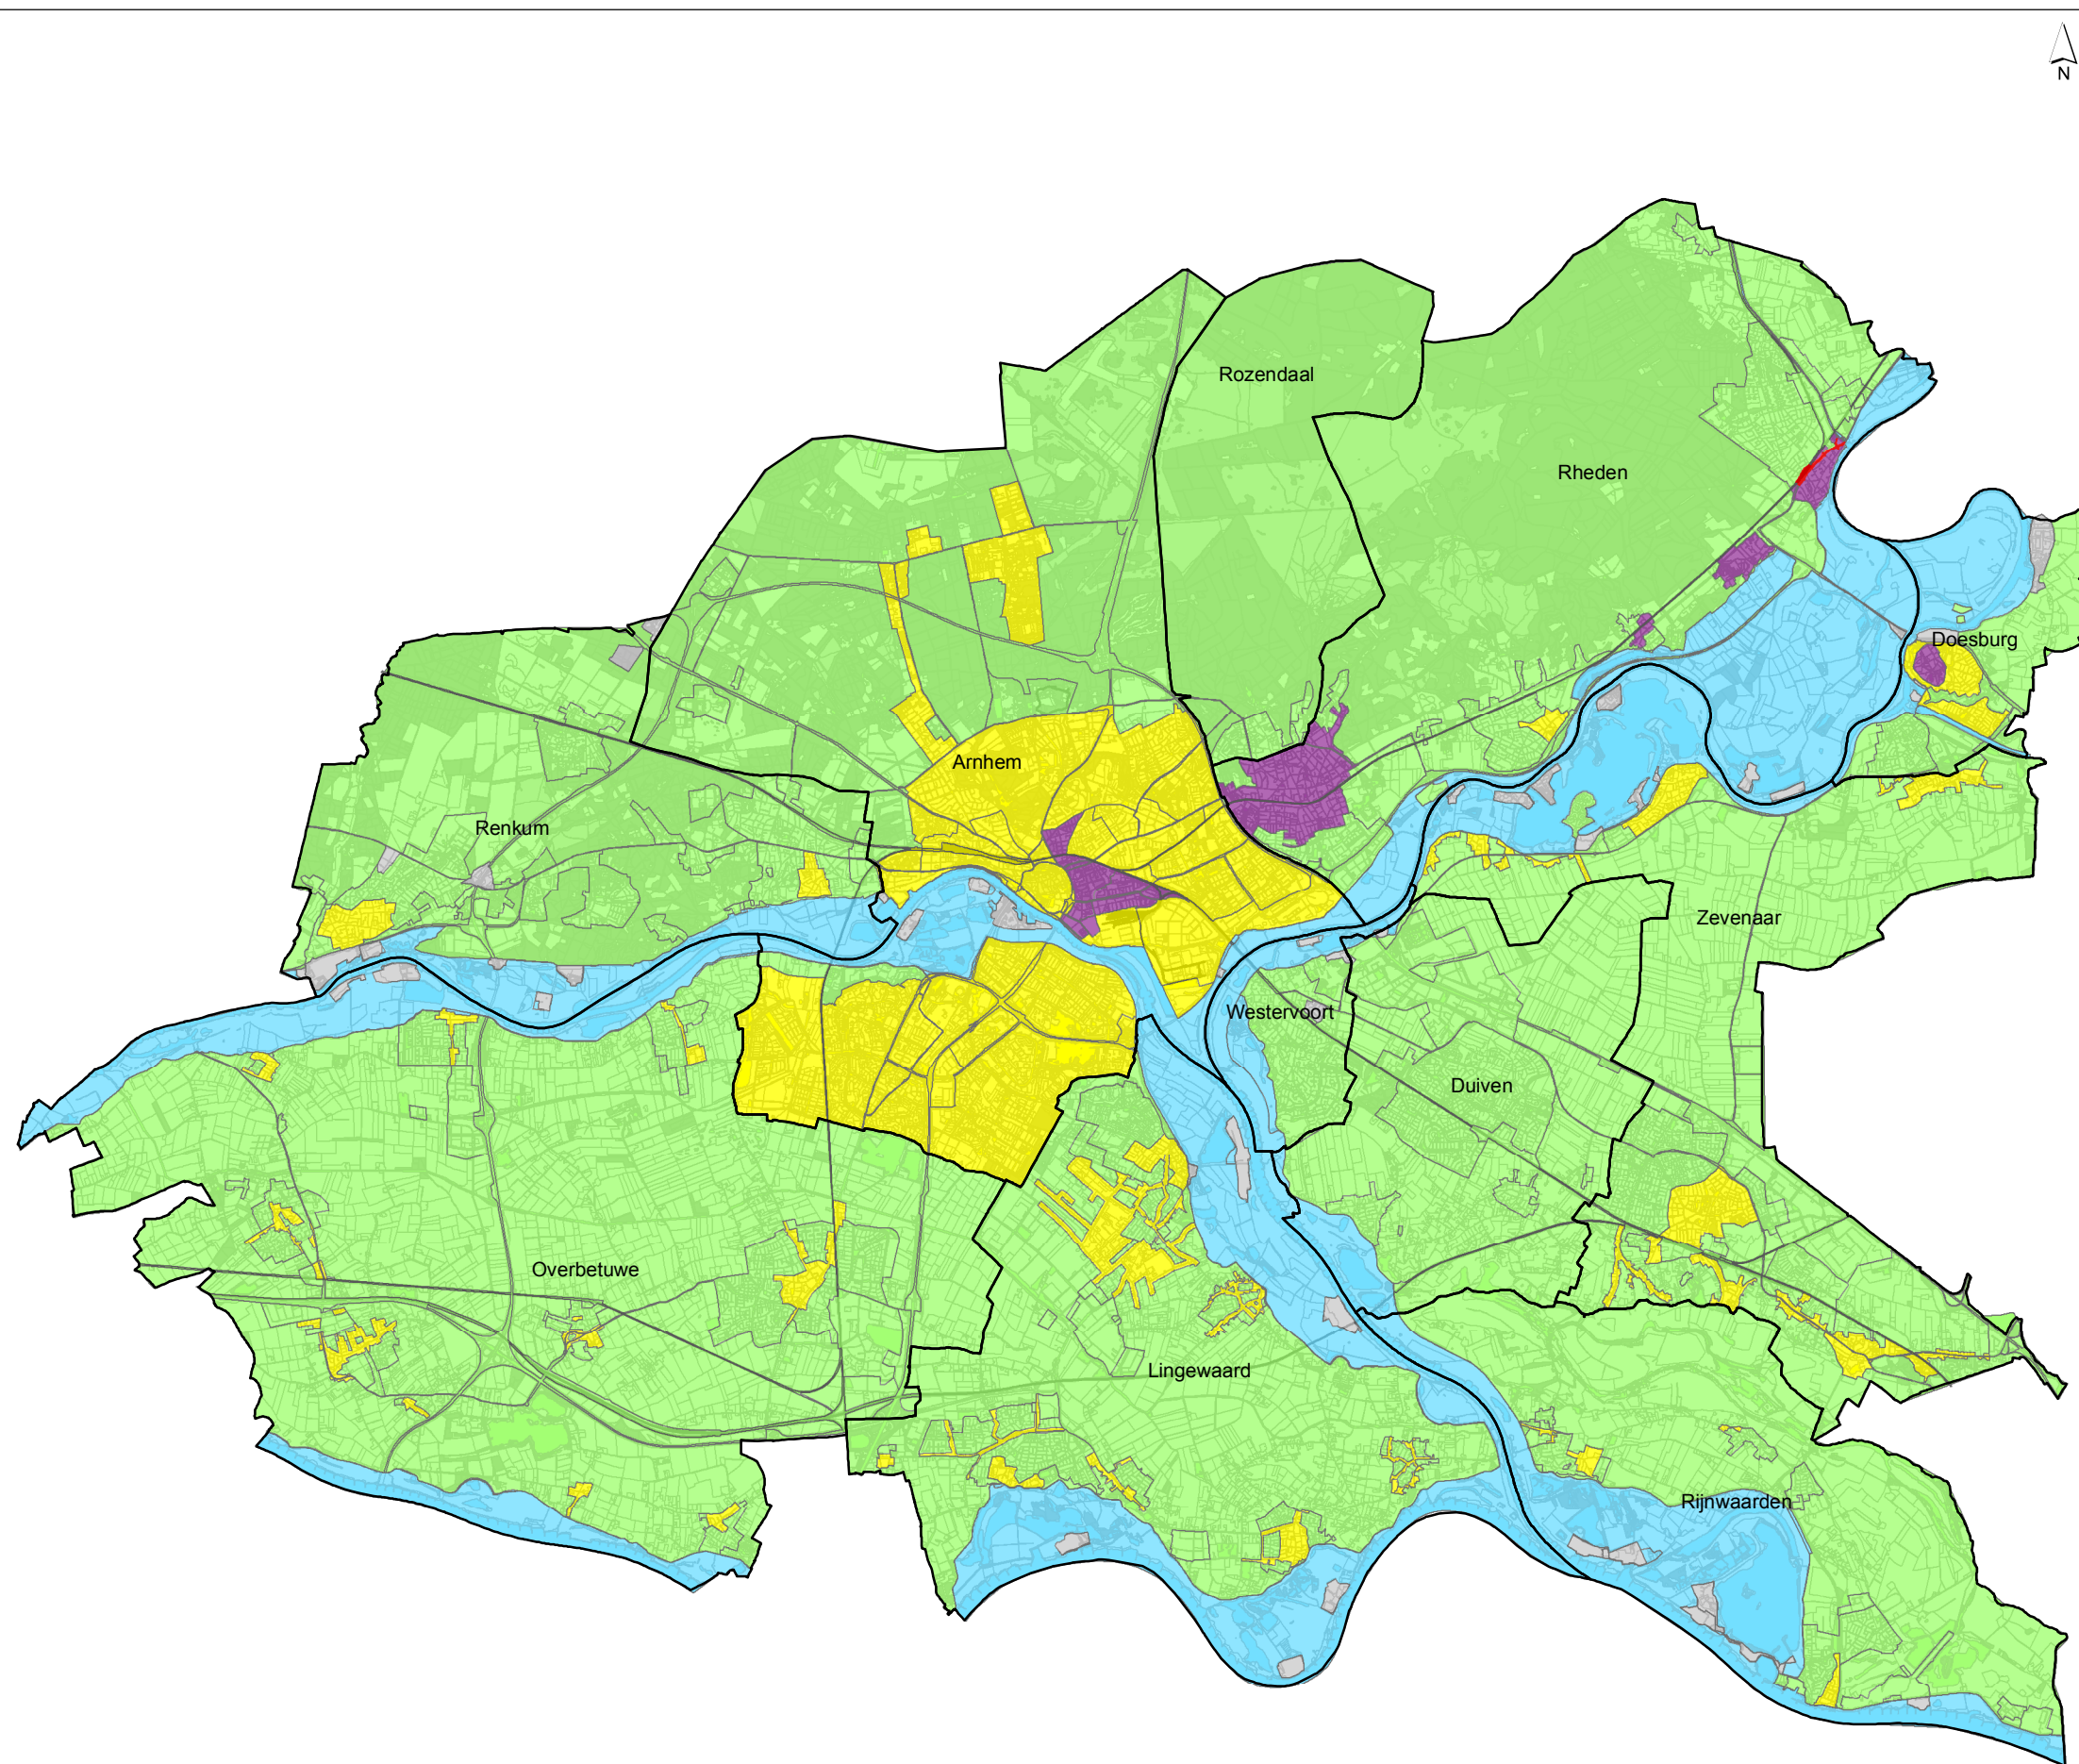 N
Rozendaal
Rheden
Doesburg
Arnhem
Renkum
Zevenaar
Westervoort
Duiven
Overbetuwe
Lingewaard
Rijnwaarden